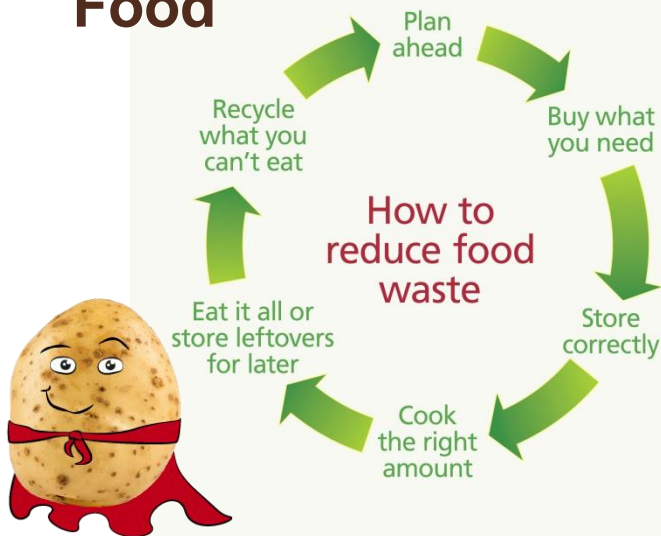 Food
Plan
ahead
Buy what
you need
Store
correctly
Cook
the right
amount
Eat it all or
store leftovers
for later
Recycle
what you
can't eat
How to
reduce food
waste